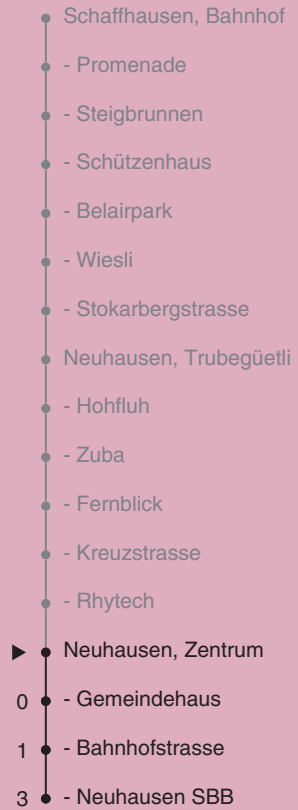 Schaffhausen, Bahnhof
- Promenade
- Steigbrunnen
- Schützenhaus
- Belairpark
- Wiesli
- Stokarbergstrasse
Neuhausen, Trubegüetli
- Hohfluh
- Zuba
- Fernblick
- Kreuzstrasse
- Rhytech
Neuhausen, Zentrum
0 - Gemeindehaus
1 - Bahnhofstrasse
3 - Neuhausen SBB